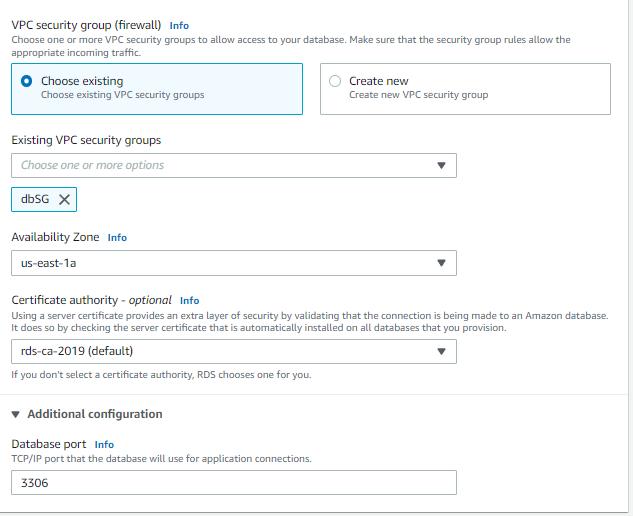 VPC security group (firewall) Info
Choose one or more VPC security groups to allow access to your database. Make sure that the security group rules allow the
appropriate incoming traffic.
Choose existing
Choose existing VPC security groups
Create new
Create new VPC security group
Existing VPC security groups
Choose one or more options
dbSG
Availability Zone Info
us-east-1a
Certificate authority - optional Info
Using a server certificate provides an extra layer of security by validating that the connection is being made to an Amazon database.
It does so by checking the server certificate that is automatically installed on all databases that you provision.
rds-ca-2019 (default)
If you don't select a certificate authority, RDS chooses one for you.
Additional configuration
Database port Info
TCP/IP port that the database will use for application connections.
3306